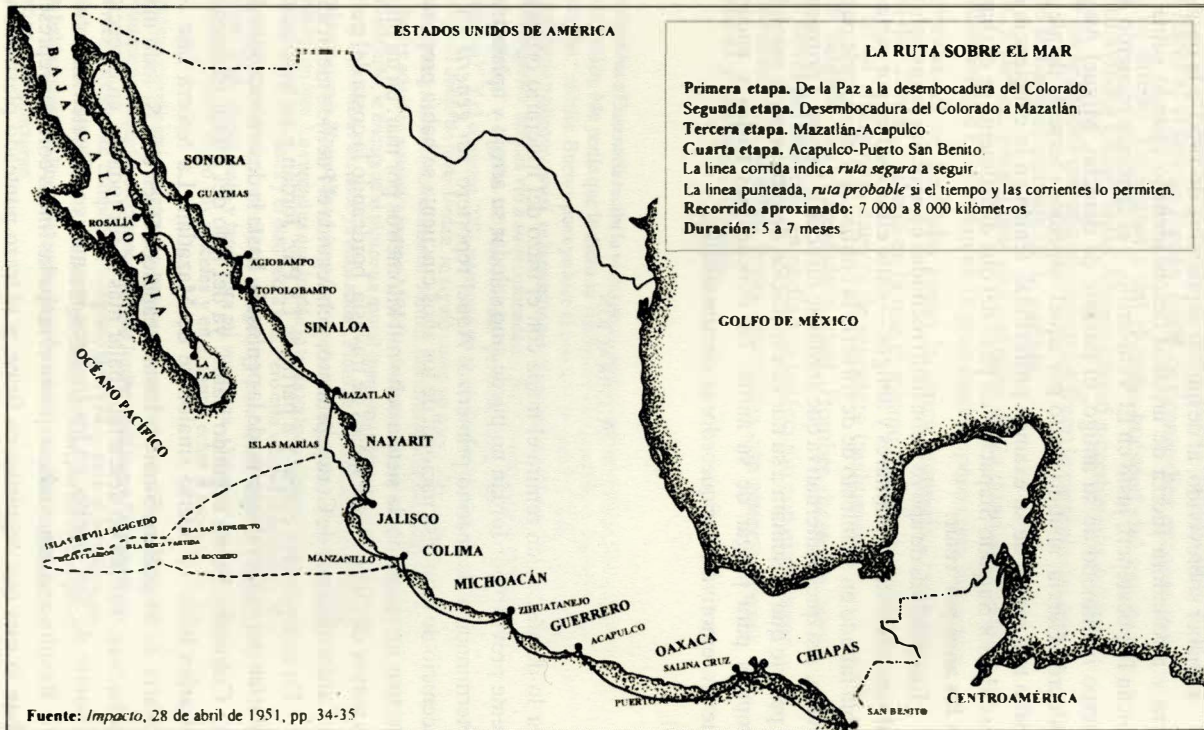 ESTADOS UNIDOS DE AMÉRICA
LA RUTA SOBRE EL MAR
Primera etapa. De la Paz a la desembocadura del Colorado
Segunda etapa. Desembocadura del Colorado a Mazatlán
Tercera etapa. Mazatlán-Acapulco
Cuarta etapa. Acapulco-Puerto San Benito.
La linea corrida indica ruta segura a seguir
La linea punteada, ruta probable si el tiempo y las corrientes lo permiten.
Recorrido aproximado: 7 000 a 8 000 kilómetros
Duración: 5 a 7 meses
BAJA CALIFORNIA
SONORA
GUAYMAS
ROSALÍA
AGIOBAMPO
TOPOLOBAMPO
SINALOA
GOLFO DE MÉXICO
OCÉANO PACÍFICO
LA
PAZ
MAZATLÁN
ISLAS MARÍAS
NAYARIT
JALISCO
ISLAS REVILLAGIGEDO
ISLA SAN BENEDICTO
ISLA ROCA PARTIDA
ISLA SOCORRO
MANZANILLO
COLIMA
MICHOACÁN
ZIHUATANEJO
GUERRERO
ACAPULCO
OAXACA
SALINA CRUZ
CHIAPAS
PUERTO
SAN BENITO
CENTROAMÉRICA
Fuente: Impacto, 28 de abril de 1951, pp 34-35